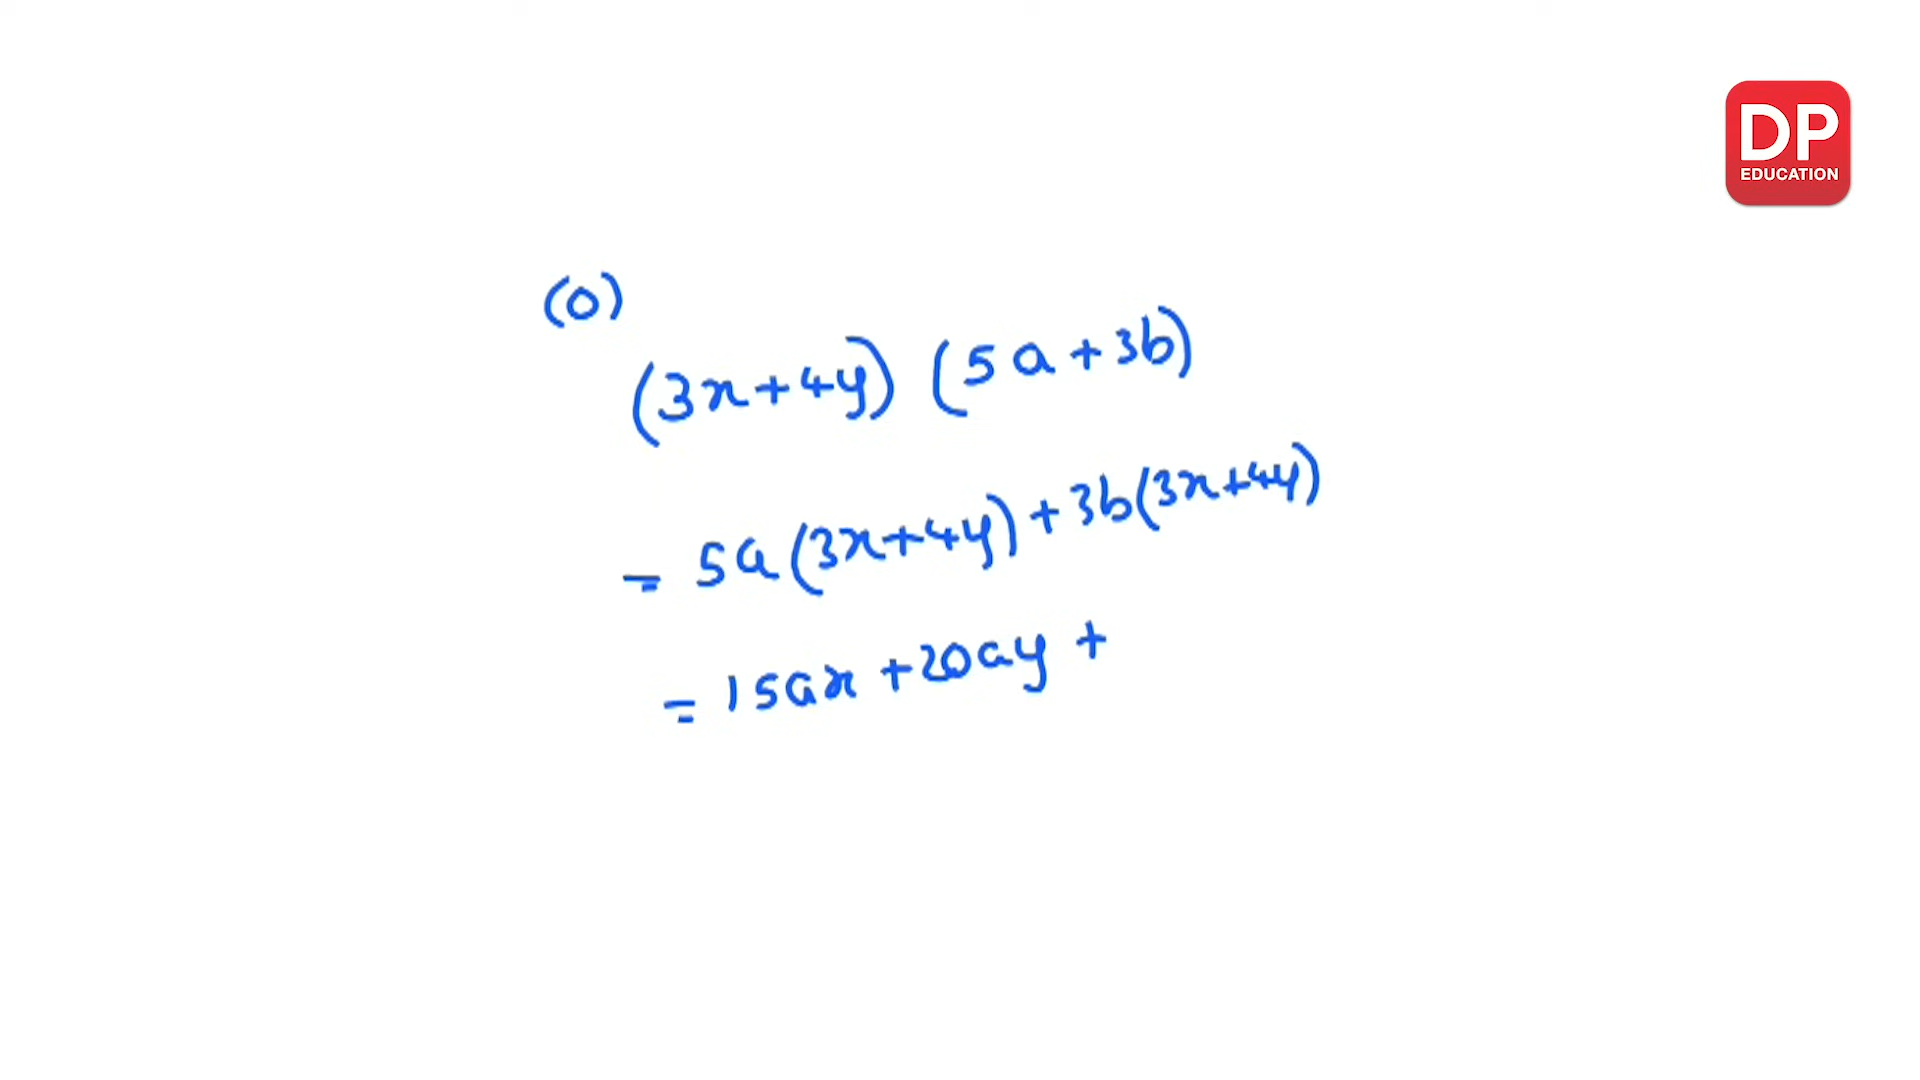 DP
EDUCATION
(o)
(3x+4y) (5a+3b)
= 5a(3x+4y)+3b(3x+4y)
= 15ax +20ay +